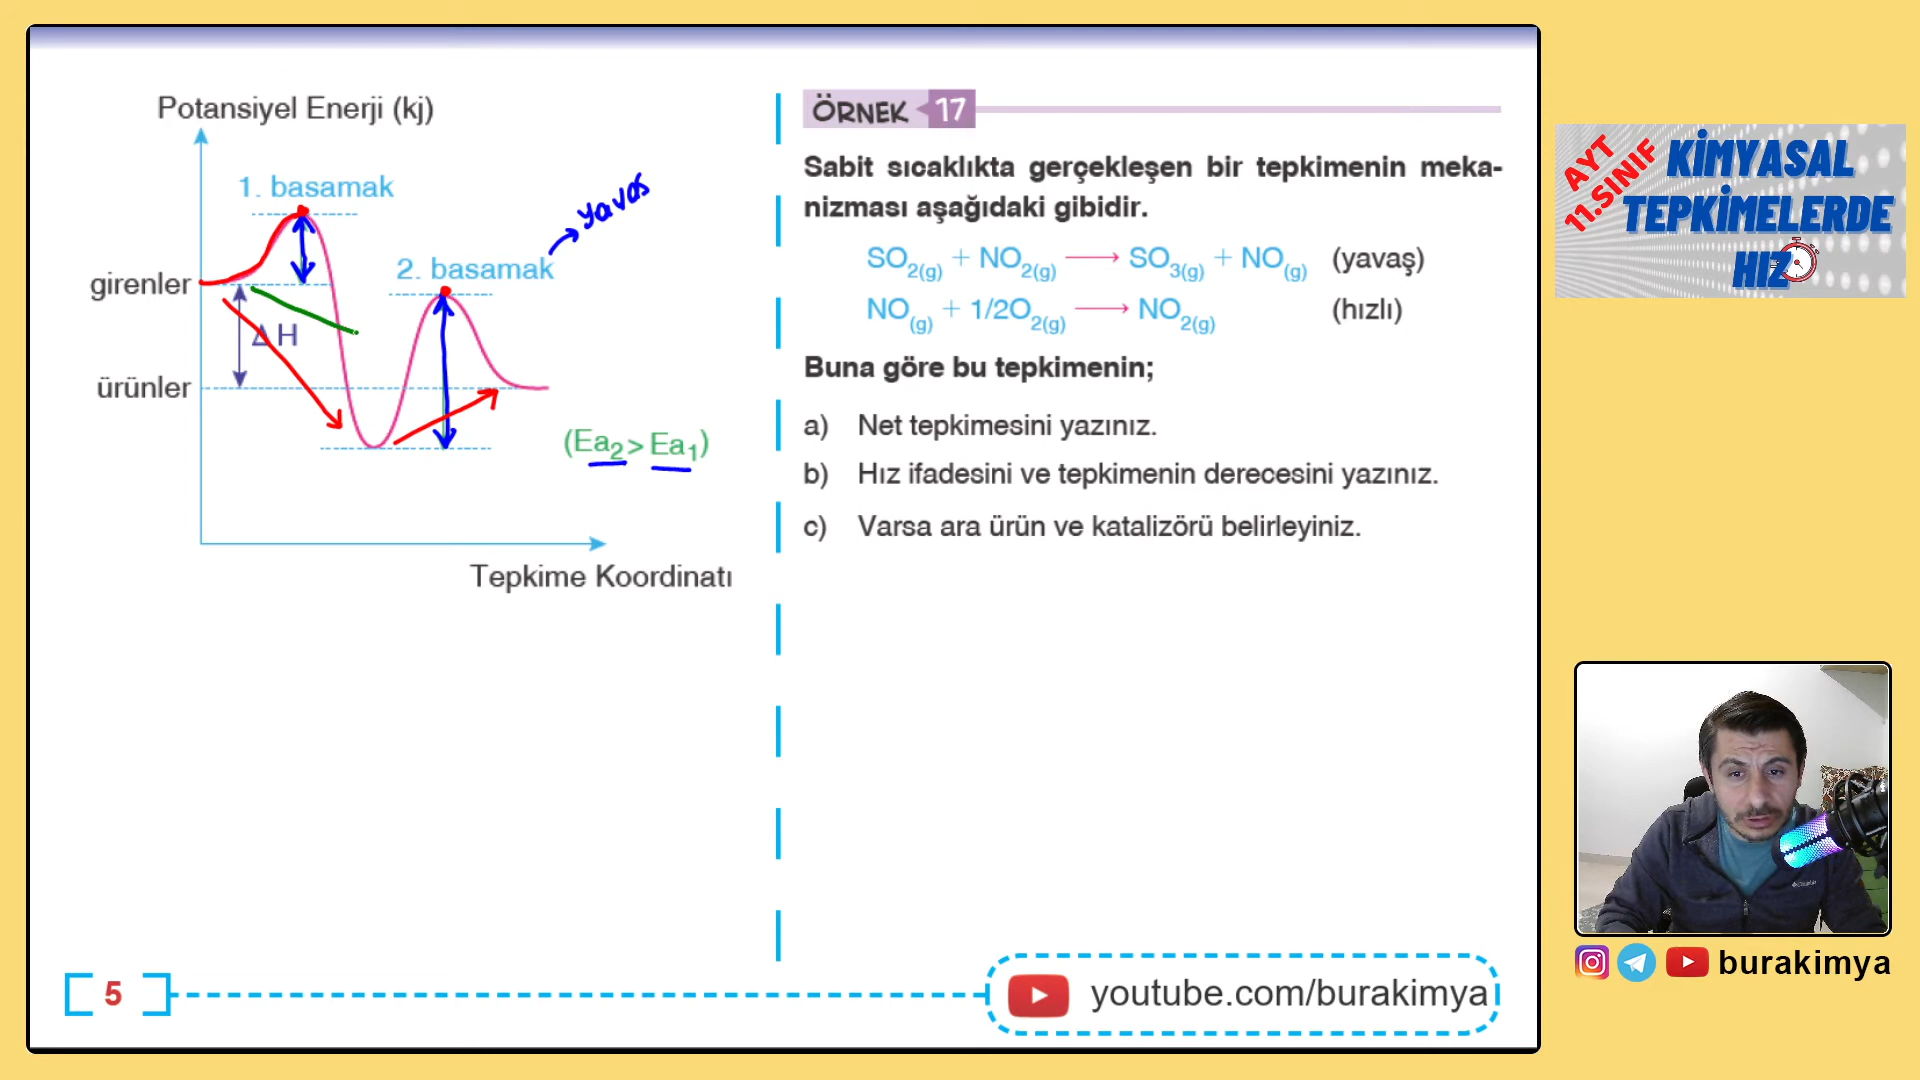 Potansiyel Enerji (kj)
1. basamak
yavaş
2. basamak
girenler
ΔH
ürünler
(Ea2 > Ea1)
Tepkime Koordinatı
ÖRNEK 17
Sabit sıcaklıkta gerçekleşen bir tepkimenin meka-
nizması aşağıdaki gibidir.
SO2(g) + NO2(g) → SO3(g) + NO(g) (yavaş)
NO(g) + 1/2O2(g) → NO2(g) (hızlı)
Buna göre bu tepkimenin;
a) Net tepkimesini yazınız.
b) Hız ifadesini ve tepkimenin derecesini yazınız.
c) Varsa ara ürün ve katalizörü belirleyiniz.
5
youtube.com/burakimya
AYT
11.SINIF
KİMYASAL
TEPKİMELERDE
HIZ
burakimya